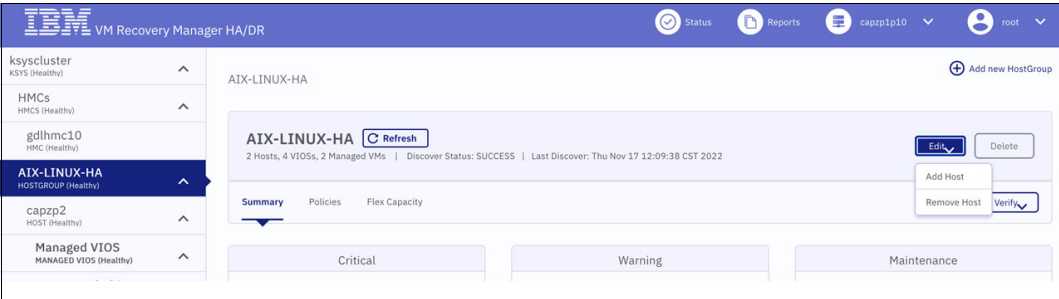 IBM VM Recovery Manager HA/DR
Status
Reports
capzp1p10
root
ksyscluster
KSYS (Healthy)
HMCs
HMCS (Healthy)
gdlhmc10
HMC (Healthy)
AIX-LINUX-HA
HOSTGROUP (Healthy)
capzp2
HOST (Healthy)
Managed VIOS
MANAGED VIOS (Healthy)
AIX-LINUX-HA
Add new HostGroup
AIX-LINUX-HA
Refresh
2 Hosts, 4 VIOSs, 2 Managed VMs | Discover Status: SUCCESS | Last Discover: Thu Nov 17 12:09:38 CST 2022
Edit
Delete
Add Host
Remove Host
Verify
Summary
Policies
Flex Capacity
Critical
Warning
Maintenance